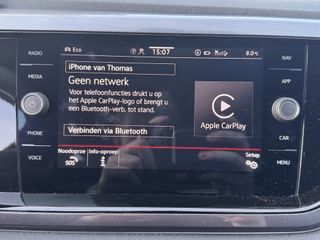 RADIO
MEDIA
PHONE
VOICE
Eco
15:07
8.0°C
iPhone van Thomas
Geen netwerk
Voor telefoonfuncties drukt u op
het Apple CarPlay-logo of brengt u
een Bluetooth-verb. tot stand.
Verbinden via Bluetooth
Apple CarPlay
Noodoproe
Info-oproep
Setup
SOS
NAV
APP
CAR
MENU